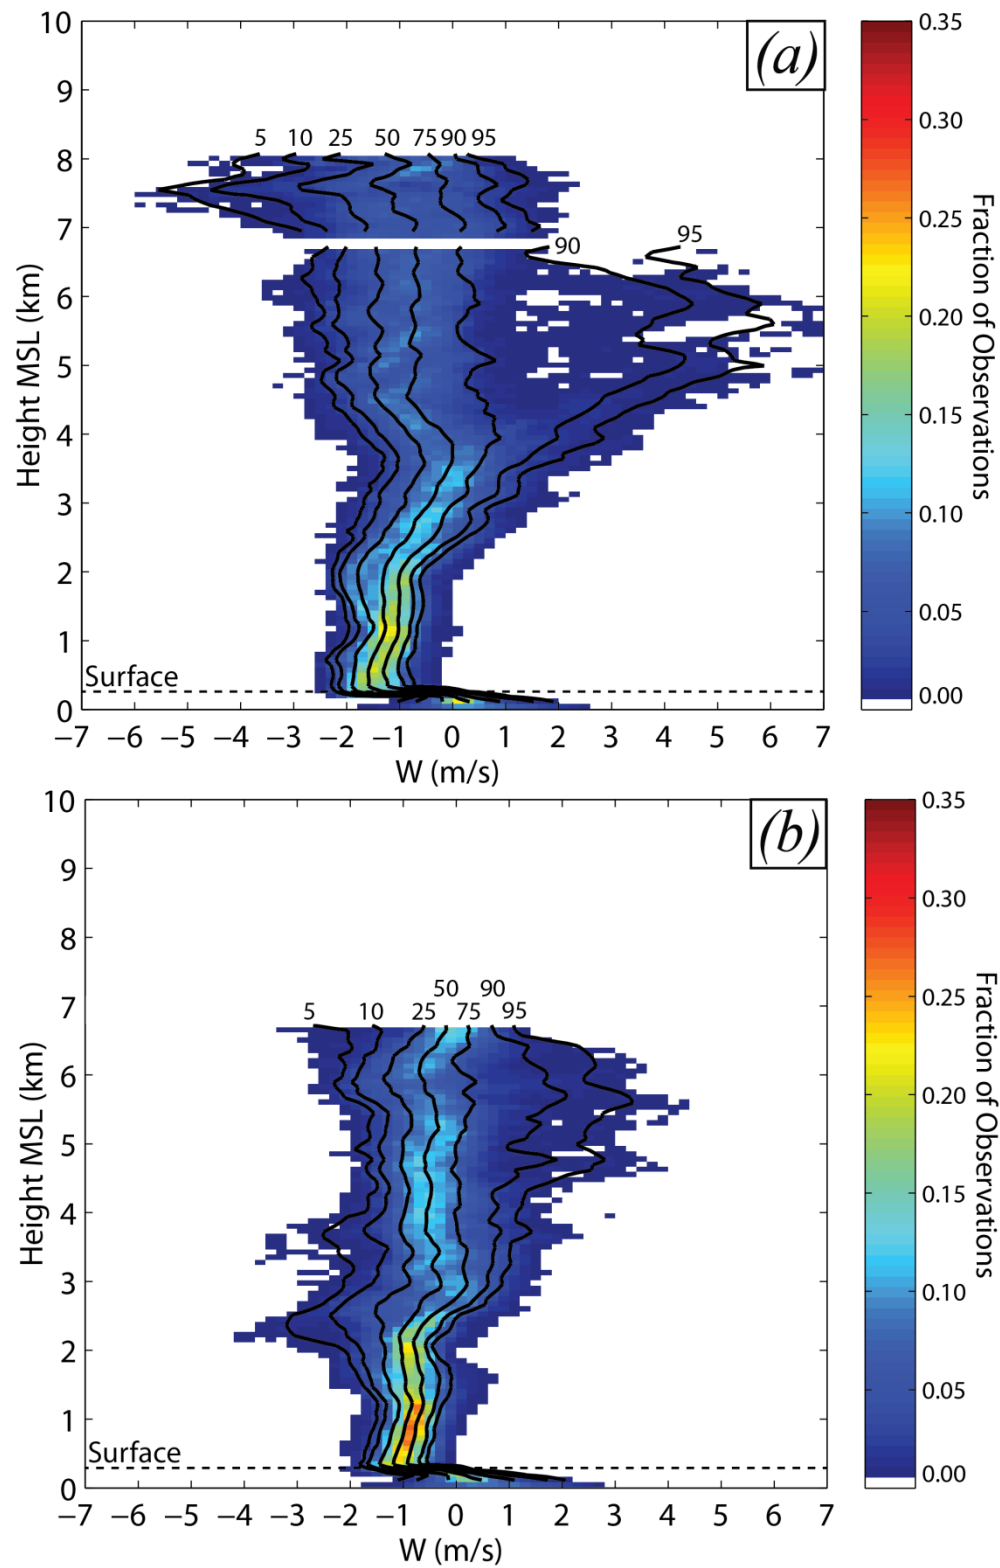 (a)
10
9
8
7
6
5
4
3
2
1
0
Height MSL (km)
5 10 25 50 75 90 95
90 95
Surface
−7 −6 −5 −4 −3 −2 −1 0 1 2 3 4 5 6 7
W (m/s)
0.35
0.30
0.25
0.20
0.15
0.10
0.05
0.00
Fraction of Observations
(b)
10
9
8
7
6
5
4
3
2
1
0
Height MSL (km)
5 10 25 50 75 90 95
Surface
−7 −6 −5 −4 −3 −2 −1 0 1 2 3 4 5 6 7
W (m/s)
0.35
0.30
0.25
0.20
0.15
0.10
0.05
0.00
Fraction of Observations